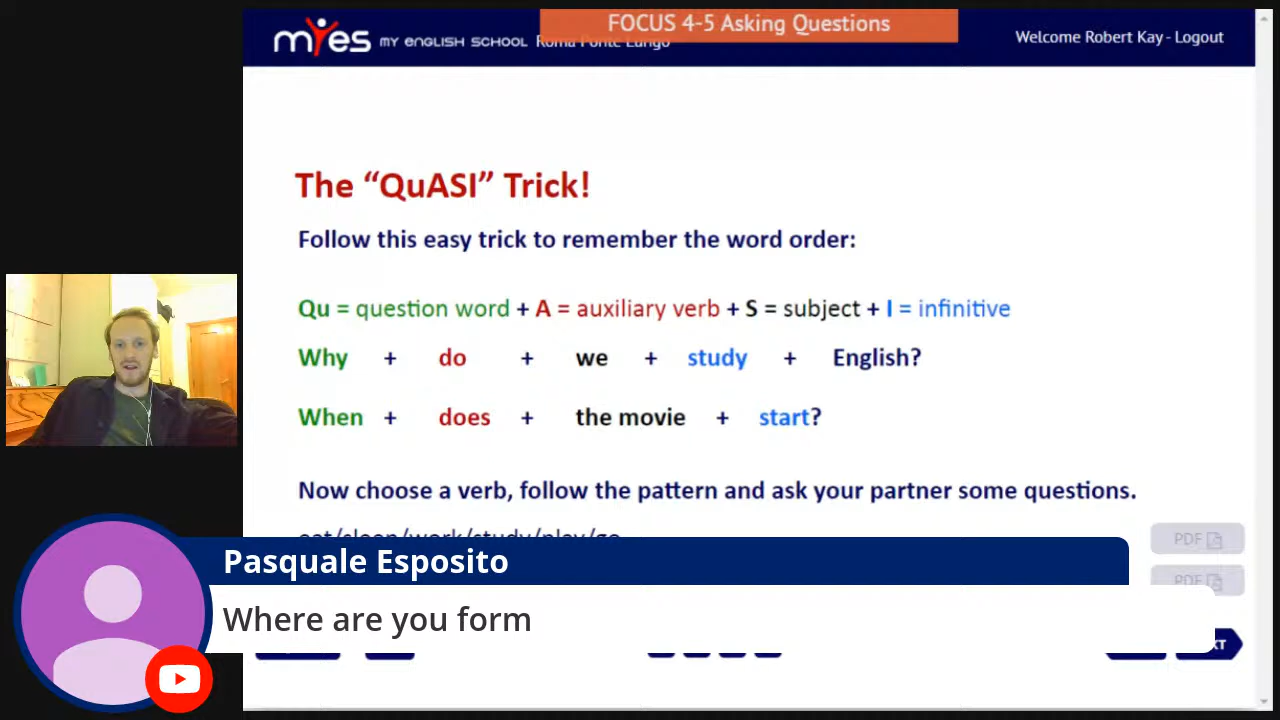 FOCUS 4-5 Asking Questions
myes MY ENGLISH SCHOOL Roma Ponte Lungo
Welcome Robert Kay - Logout
The “QuASI” Trick!
Follow this easy trick to remember the word order:
Qu = question word + A = auxiliary verb + S = subject + I = infinitive
Why + do + we + study + English?
When + does + the movie + start?
Now choose a verb, follow the pattern and ask your partner some questions.
eat/sleep/work/study/play/go
PDF
PDF
Pasquale Esposito
Where are you form